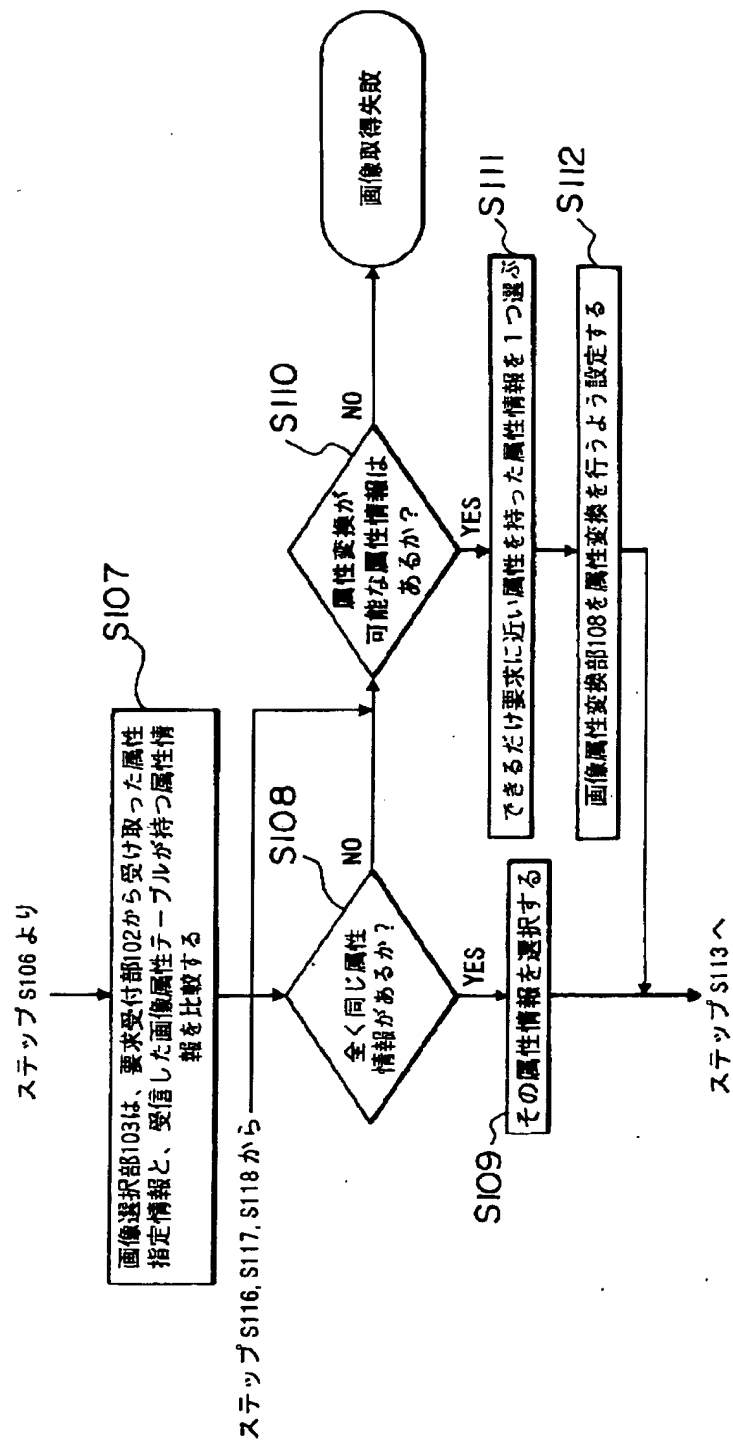 ステップS106より
画像選択部103は、要求受付部102から受け取った属性
指定情報と、受信した画像属性テーブルが持つ属性情
報を比較する
S107
ステップS116, S117, S118から
全く同じ属性
情報があるか?
S108
NO
YES
その属性情報を選択する
S109
属性変換が
可能な属性情報は
あるか?
S110
NO
YES
画像取得失敗
できるだけ要求に近い属性を持った属性情報を1つ選ぶ
S111
画像属性変換部108を属性変換を行うよう設定する
S112
ステップS113へ